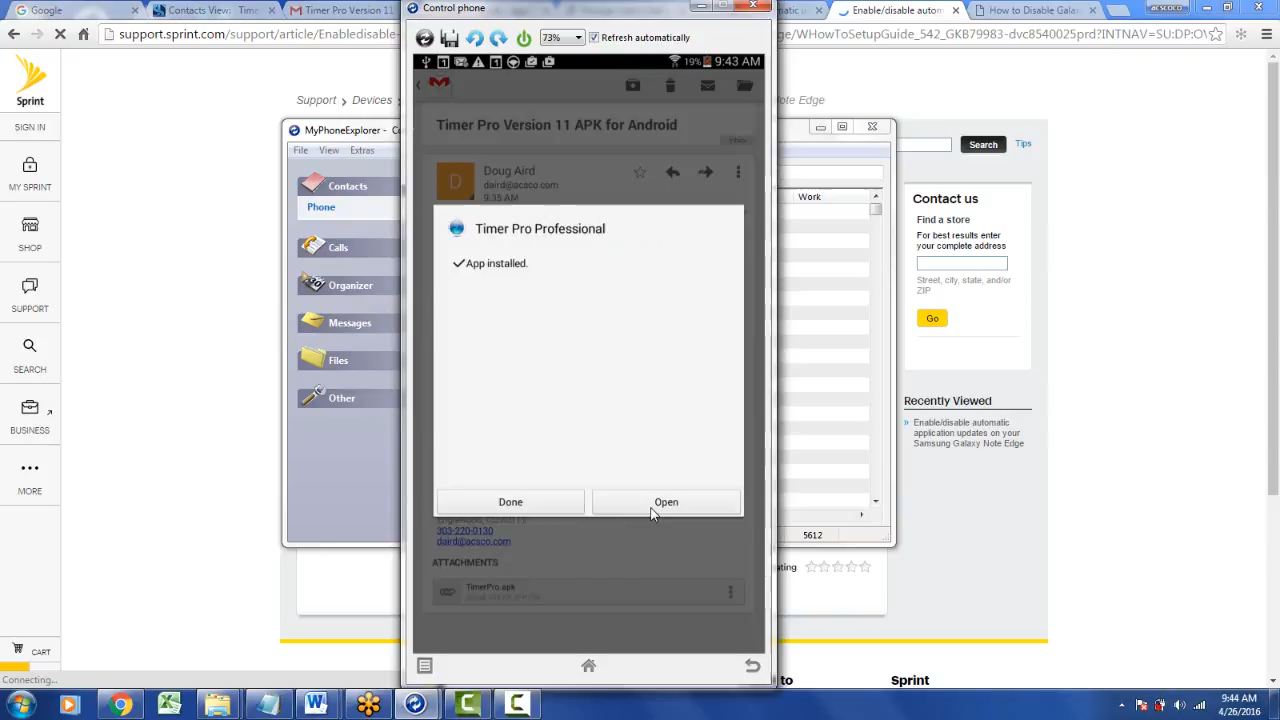 Google
Contacts View: Time
Timer Pro Version 11
Control phone
Enable/disable autom
How to Disable Gala
acscoco
support.sprint.com/support/article/Enabledisable-
ge/WHowToSetupGuide_542_GKB79983-dvc8540025prd?INTNAV=SU:DP:OV
73%
Refresh automatically
19%
9:43 AM
Sprint
SIGN IN
MY SPRINT
SHOP
SUPPORT
SEARCH
BUSINESS
MORE
CART
Connecting...
Support
Devices
Note Edge
MyPhoneExplorer - Co
File
View
Extras
Contacts
Phone
Calls
Organizer
Messages
Files
Other
Timer Pro Version 11 APK for Android
Inbox
D
Doug Aird
daird@acsco.com
9:35 AM
Timer Pro Professional
App installed.
Done
Open
303-220-0130
daird@acsco.com
ATTACHMENTS
TimerPro.apk
Work
5612
Search
Tips
Contact us
Find a store
For best results enter
your complete address
Street, city, state, and/or
ZIP
Go
Recently Viewed
» Enable/disable automatic
application updates on your
Samsung Galaxy Note Edge
ating
to
Sprint
9:44 AM
4/26/2016